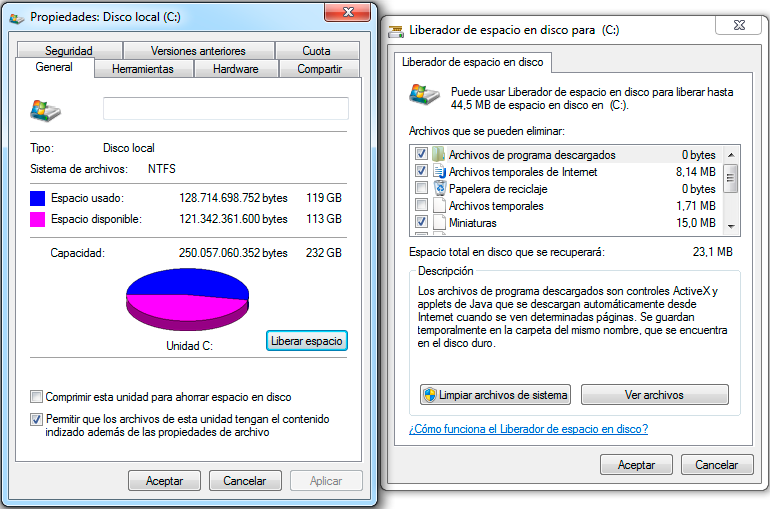 Propiedades: Disco local (C:)
Seguridad Versiones anteriores Cuota
General Herramientas Hardware Compartir
Tipo: Disco local
Sistema de archivos: NTFS
Espacio usado: 128.714.698.752 bytes 119 GB
Espacio disponible: 121.342.361.600 bytes 113 GB
Capacidad: 250.057.060.352 bytes 232 GB
Unidad C:
Liberar espacio
Comprimir esta unidad para ahorrar espacio en disco
Permitir que los archivos de esta unidad tengan el contenido
indizado además de las propiedades de archivo
Aceptar Cancelar Aplicar
Liberador de espacio en disco para (C:)
Liberador de espacio en disco
Puede usar Liberador de espacio en disco para liberar hasta
44,5 MB de espacio en disco en (C:).
Archivos que se pueden eliminar:
Archivos de programa descargados 0 bytes
Archivos temporales de Internet 8,14 MB
Papelera de reciclaje 0 bytes
Archivos temporales 1,71 MB
Miniaturas 15,0 MB
Espacio total en disco que se recuperará: 23,1 MB
Descripción
Los archivos de programa descargados son controles ActiveX y
applets de Java que se descargan automáticamente desde
Internet cuando se ven determinadas páginas. Se guardan
temporalmente en la carpeta del mismo nombre, que se encuentra
en el disco duro.
Limpiar archivos de sistema Ver archivos
¿Cómo funciona el Liberador de espacio en disco?
Aceptar Cancelar